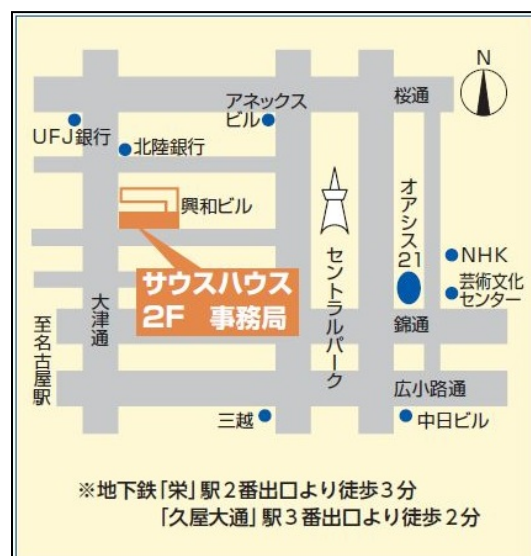 N
桜通
アネックス
ビル
UFJ銀行
北陸銀行
興和ビル
オアシス21
NHK
芸術文化
センター
サウスハウス
2F 事務局
セントラルパーク
大津通
錦通
至名古屋駅
広小路通
三越
中日ビル
※地下鉄「栄」駅2番出口より徒歩3分
「久屋大通」駅3番出口より徒歩2分